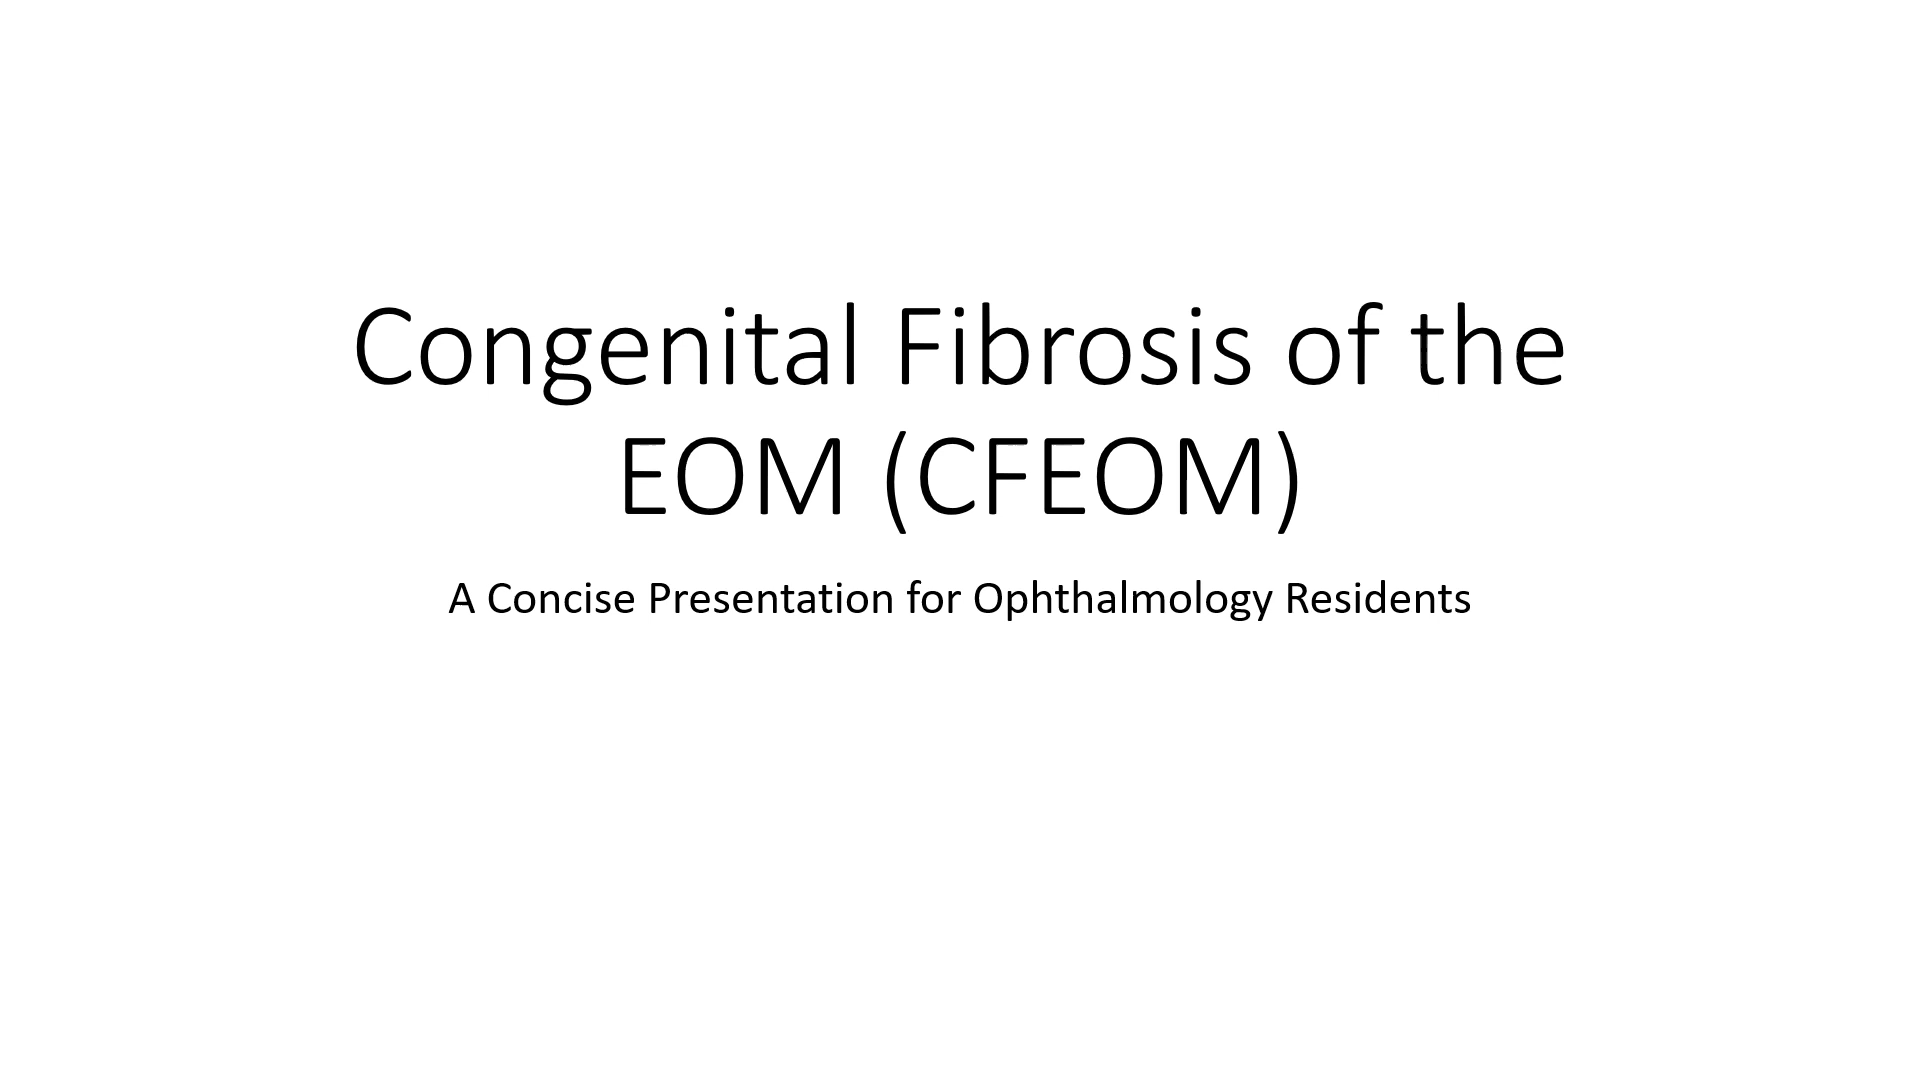 Congenital Fibrosis of the
EOM (CFEOM)
A Concise Presentation for Ophthalmology Residents